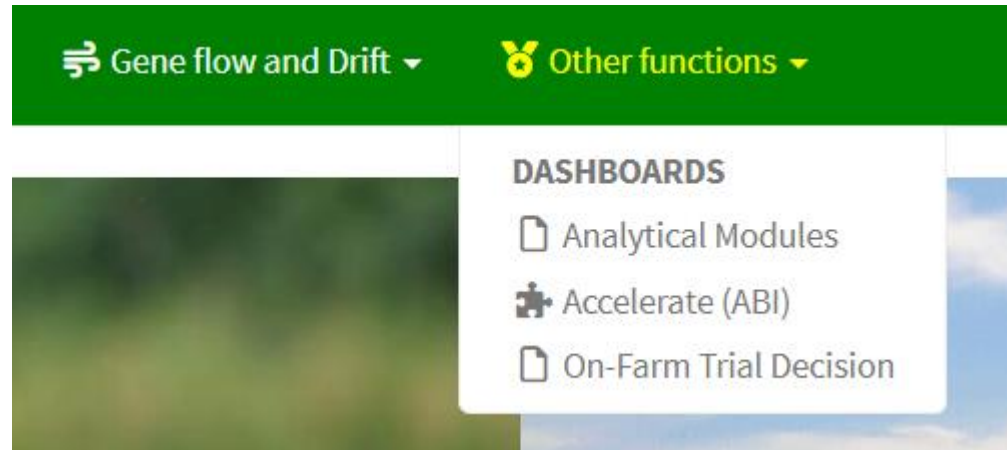 Gene flow and Drift
Other functions
DASHBOARDS
Analytical Modules
Accelerate (ABI)
On-Farm Trial Decision